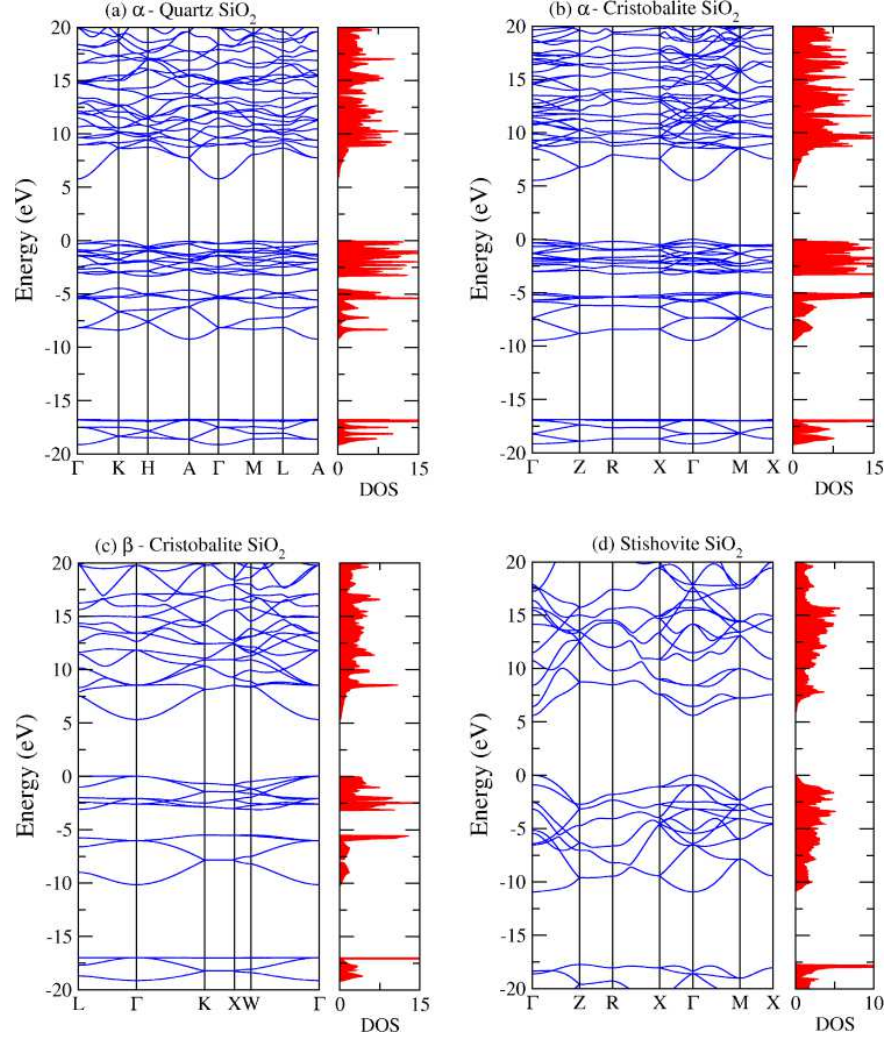 (a) α - Quartz SiO₂
20
15
10
5
0
-5
-10
-15
-20
Energy (eV)
Γ K H A Γ M L A
0 15
DOS
(b) α - Cristobalite SiO₂
20
15
10
5
0
-5
-10
-15
-20
Energy (eV)
Γ Z R X Γ M X
0 15
DOS
(c) β - Cristobalite SiO₂
20
15
10
5
0
-5
-10
-15
-20
Energy (eV)
L Γ K X W Γ
0 15
DOS
(d) Stishovite SiO₂
20
15
10
5
0
-5
-10
-15
-20
Energy (eV)
Γ Z R X Γ M X
0 10
DOS